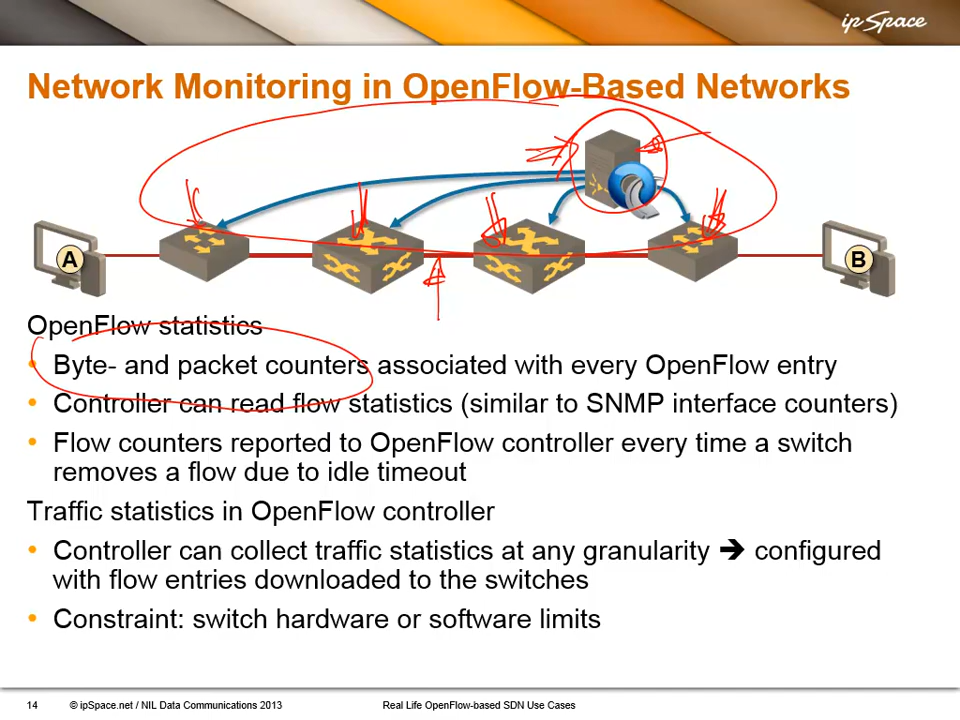 ipSpace
Network Monitoring in OpenFlow-Based Networks
A
B
OpenFlow statistics
• Byte- and packet counters associated with every OpenFlow entry
• Controller can read flow statistics (similar to SNMP interface counters)
• Flow counters reported to OpenFlow controller every time a switch
removes a flow due to idle timeout
Traffic statistics in OpenFlow controller
• Controller can collect traffic statistics at any granularity ➔ configured
with flow entries downloaded to the switches
• Constraint: switch hardware or software limits
14 © ipSpace.net / NIL Data Communications 2013 Real Life OpenFlow-based SDN Use Cases